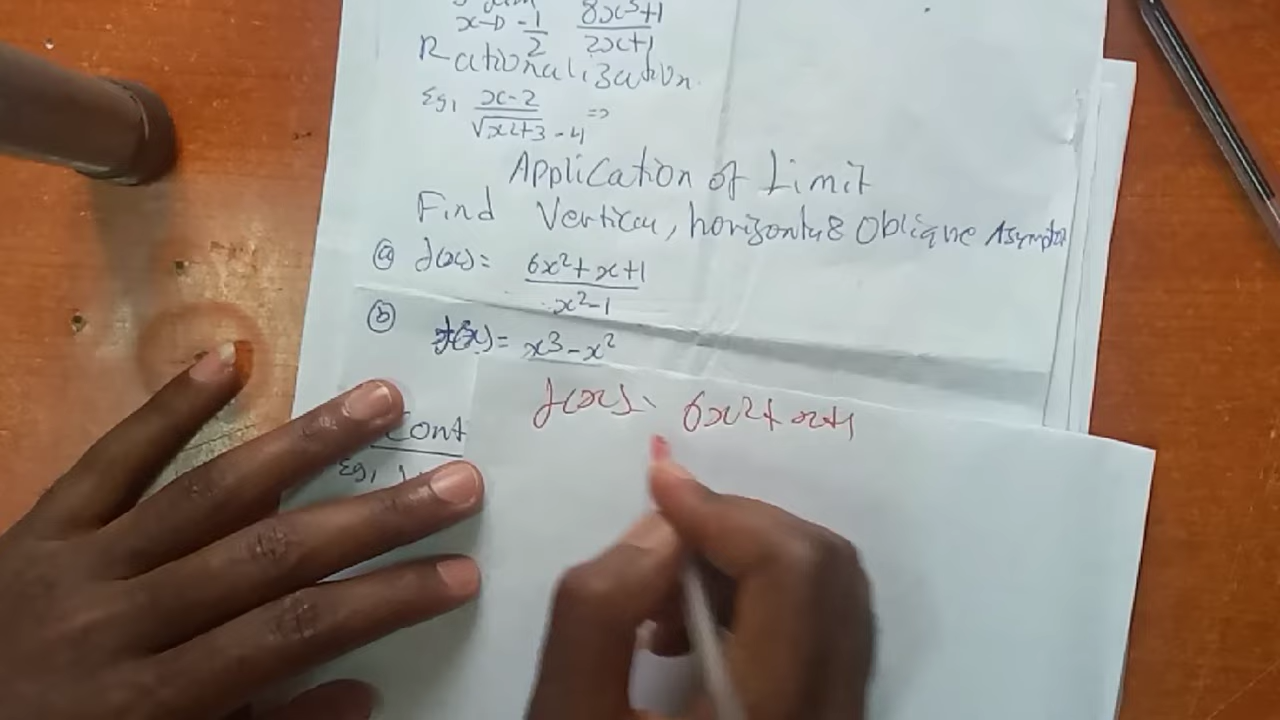 x→ -1/2 (8x³+1)/(2x+1)
Rationalization.
Eg, (x-2)/(√x²+3 -4) =>
Application of Limit
Find Vertical, horizontal & Oblique Asymptot
ⓐ f(x)= (6x²+x+1)/(x²-1)
ⓑ f(x)= x³-x²
f(x)= 6x²+x+1
Cont
Eg,